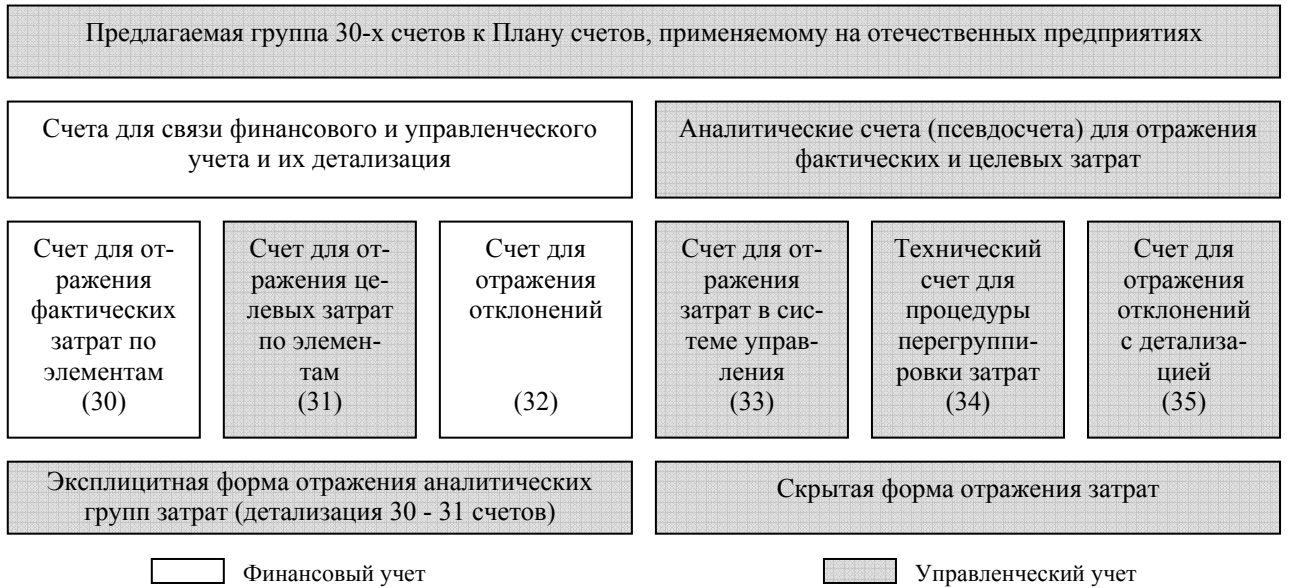 Предлагаемая группа 30-х счетов к Плану счетов, применяемому на отечественных предприятиях
Счета для связи финансового и управленческого
учета и их детализация
Аналитические счета (псевдосчета) для отражения
фактических и целевых затрат
Счет для от-
ражения
фактических
затрат по
элементам
(30)
Счет для от-
ражения це-
левых затрат
по элемен-
там
(31)
Счет для
отражения
отклонений
(32)
Счет для от-
ражения
затрат в сис-
теме управ-
ления
(33)
Технический
счет для
процедуры
перегруппи-
ровки затрат
(34)
Счет для
отражения
отклонений
с детализа-
цией
(35)
Эксплицитная форма отражения аналитических
групп затрат (детализация 30 - 31 счетов)
Скрытая форма отражения затрат
Финансовый учет
Управленческий учет